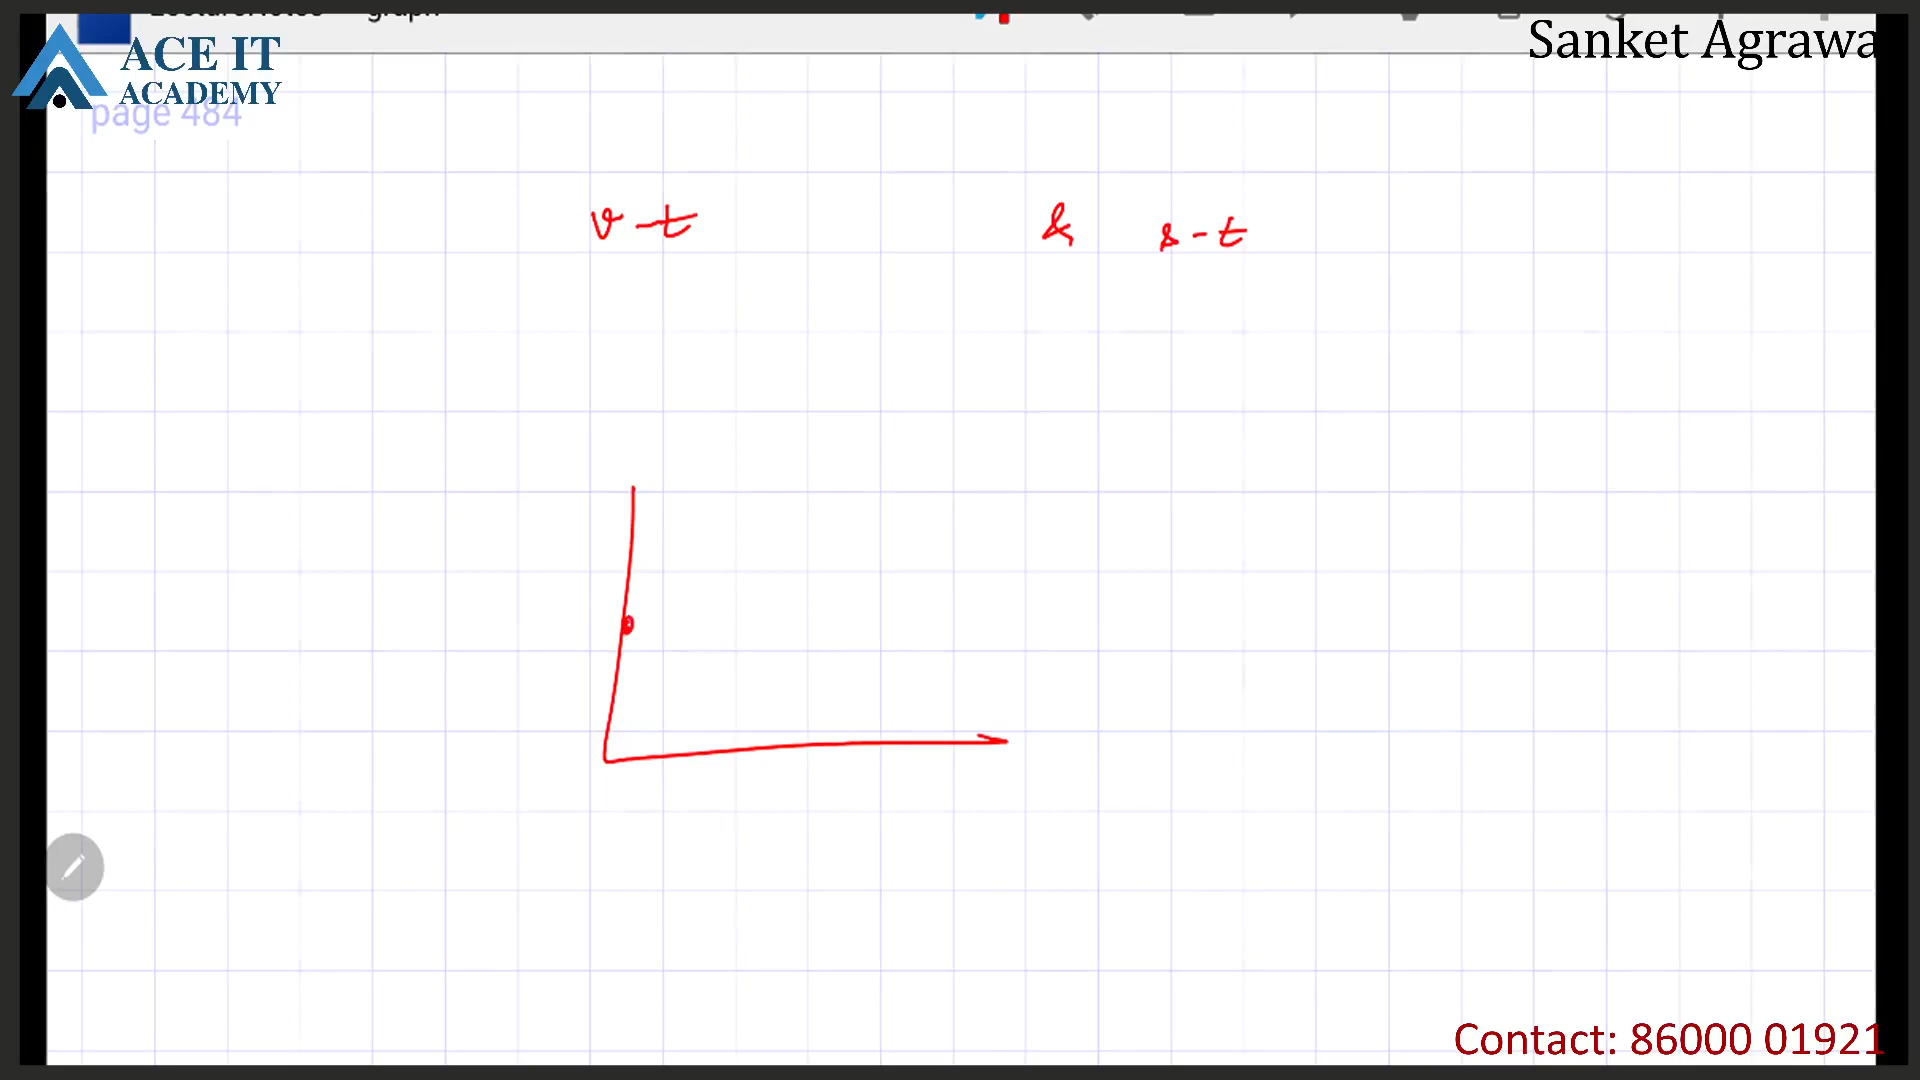 Sanket Agrawa
ACE IT
ACADEMY
page 484
v-t & s-t
Contact: 86000 01921